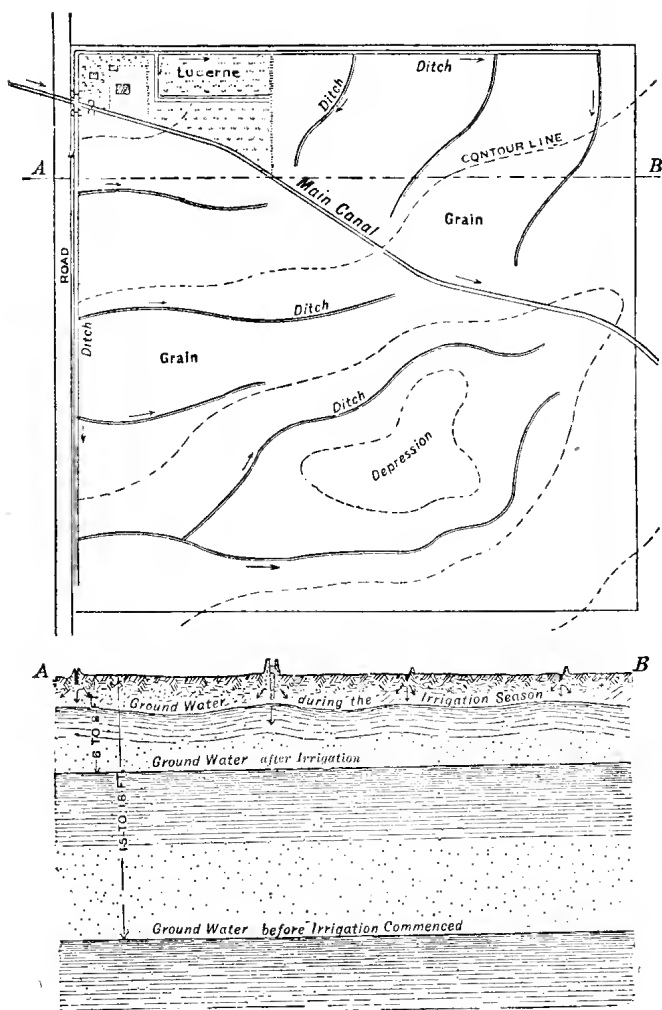 Lucerne
Ditch
Ditch
CONTOUR LINE
A
B
Main Canal
Grain
ROAD
Ditch
Ditch
Grain
Ditch
Depression
A
B
Ground Water during the Irrigation Season
6 TO 8 FT.
Ground Water after Irrigation
15 TO 18 FT.
Ground Water before Irrigation Commenced